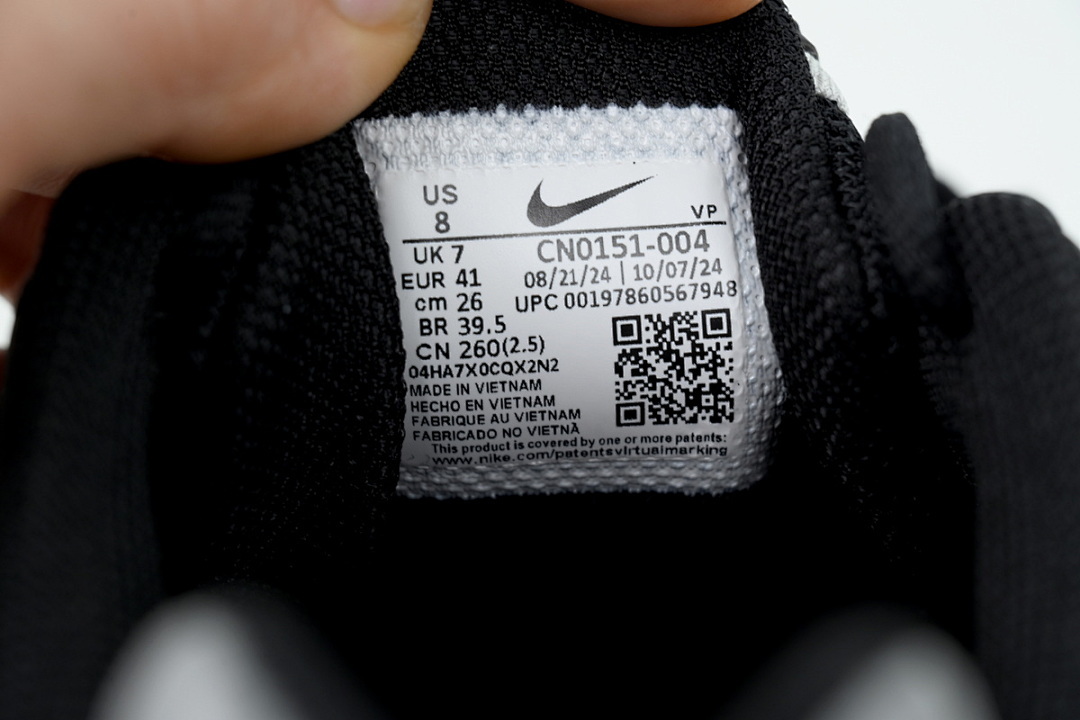 US
8
VP
UK 7
EUR 41
cm 26
BR 39.5
CN 260(2.5)
CN0151-004
08/21/24 | 10/07/24
UPC 00197860567948
04HA7X0CQX2N2
MADE IN VIETNAM
HECHO EN VIETNAM
FABRIQUE AU VIETNAM
FABRICADO NO VIETNÃ
This product is covered by one or more patents:
www.nike.com/patentsvirtualmarking